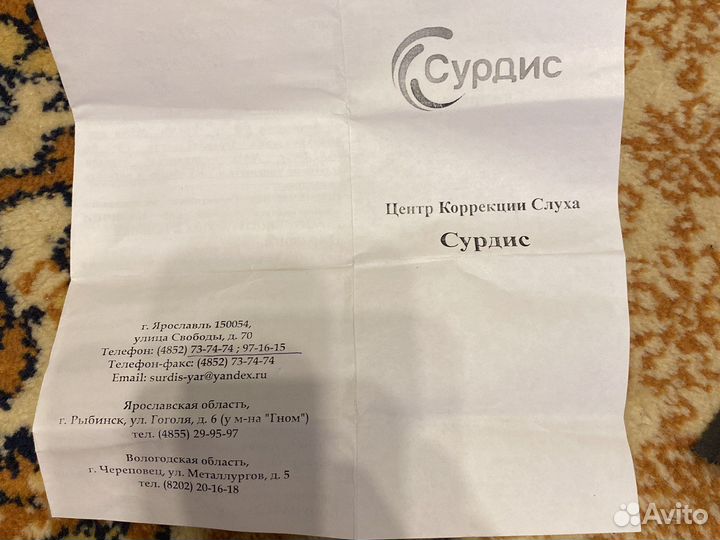 Сурдис
Центр Коррекции Слуха
Сурдис
г. Ярославль 150054,
улица Свободы, д. 70
Телефон: (4852) 73-74-74 ; 97-16-15
Телефон-факс: (4852) 73-74-74
Email: surdis-yar@yandex.ru
Ярославская область,
г. Рыбинск, ул. Гоголя, д. 6 (у м-на "Гном")
тел. (4855) 29-95-97
Вологодская область,
г. Череповец, ул. Металлургов, д. 5
тел. (8202) 20-16-18
Avito